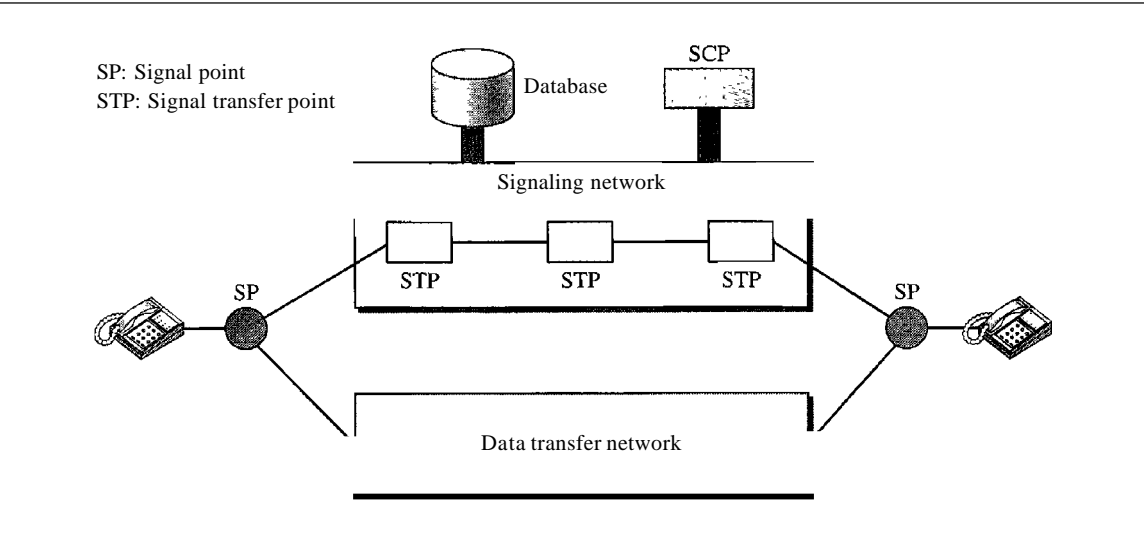 SP: Signal point
STP: Signal transfer point
Database
SCP
Signaling network
STP
STP
STP
SP
SP
Data transfer network